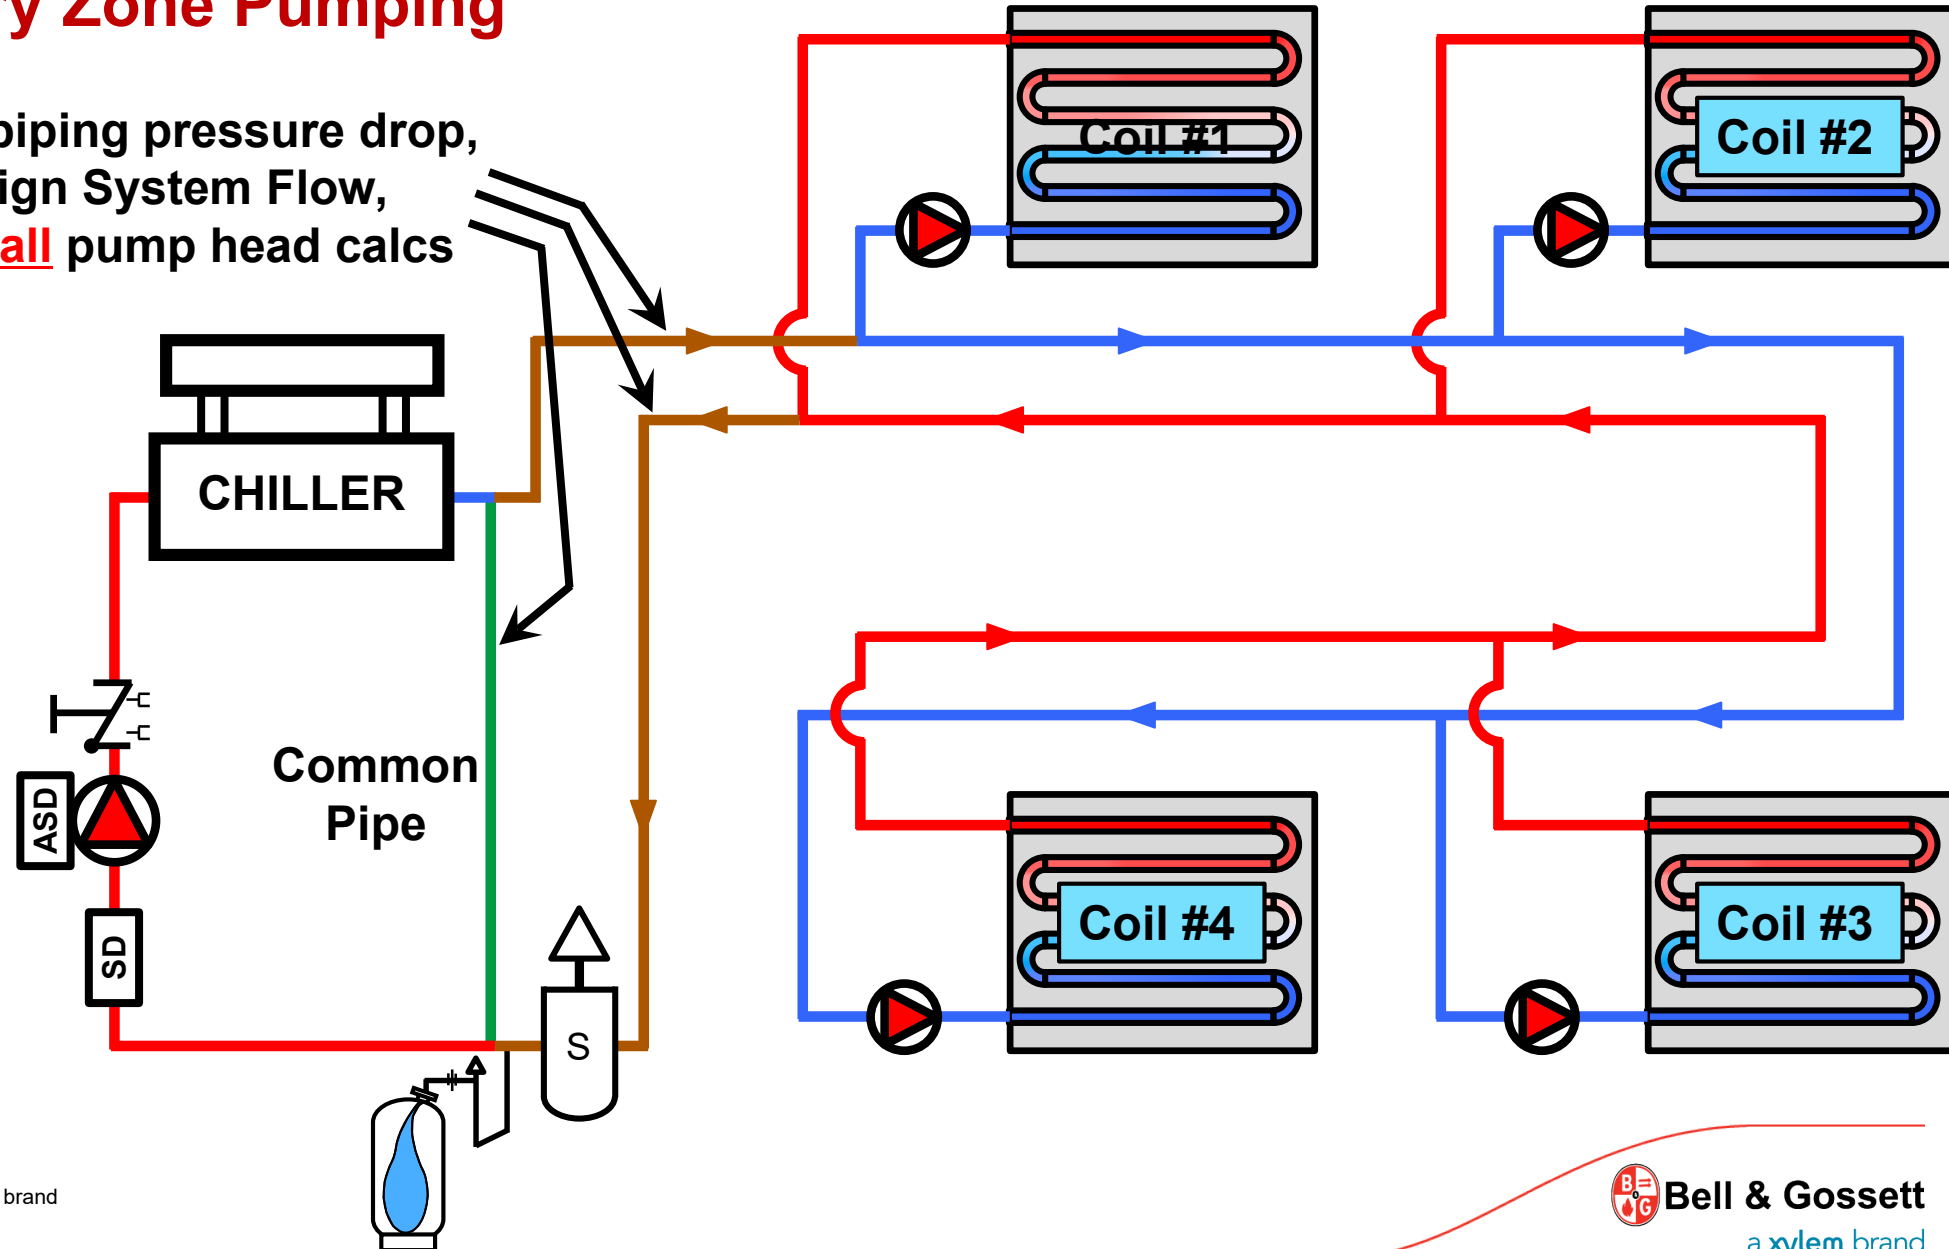 y Zone Pumping
piping pressure drop,
ign System Flow,
all pump head calcs
Coil #1
Coil #2
CHILLER
Common
Pipe
ASD
SD
S
Coil #4
Coil #3
brand
B G
Bell & Gossett
a xylem brand